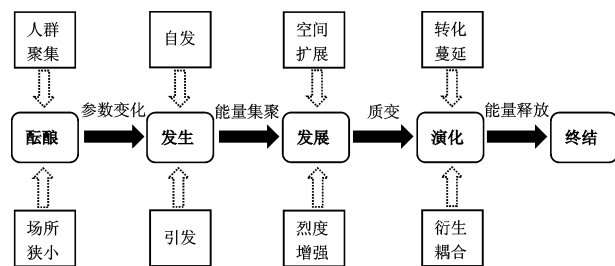 人群
聚集
自发
空间
扩展
转化
蔓延
参数变化
能量集聚
质变
能量释放
酝酿
发生
发展
演化
终结
场所
狭小
引发
烈度
增强
衍生
耦合